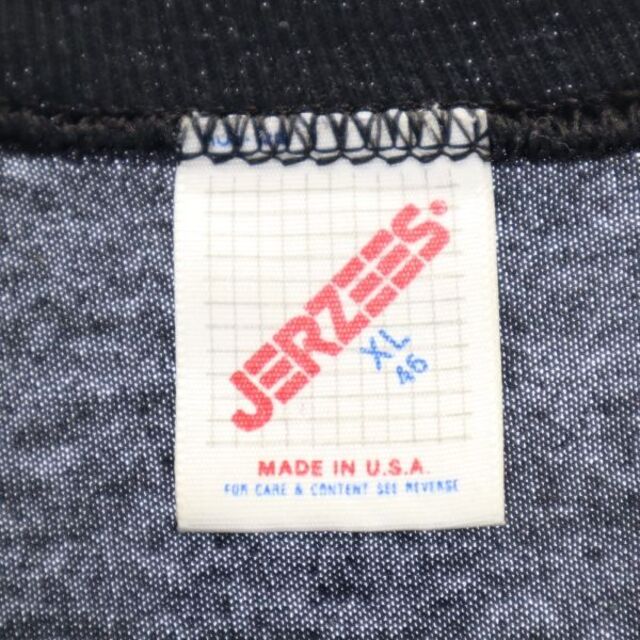 JERZEES®
XL
46
MADE IN U.S.A.
FOR CARE & CONTENT SEE REVERSE